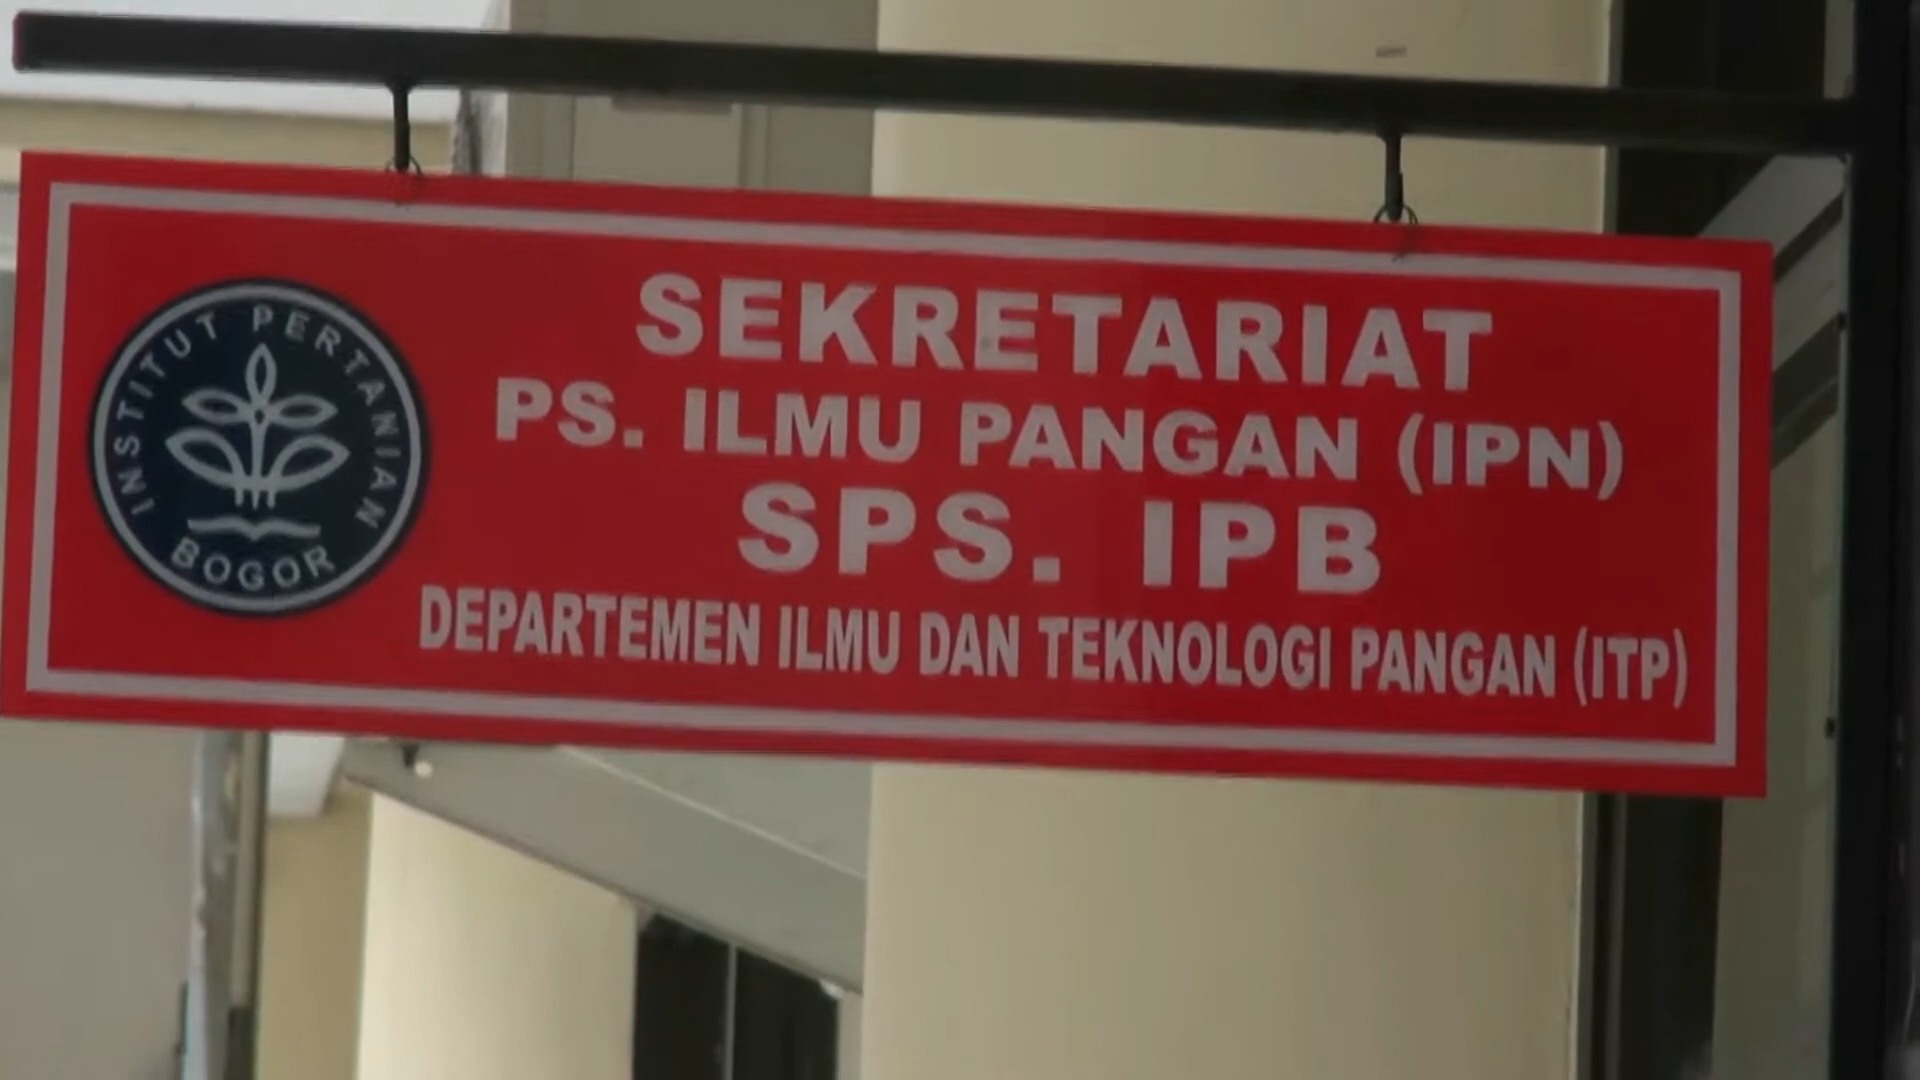 INSTITUT PERTANIAN
BOGOR
SEKRETARIAT
PS. ILMU PANGAN (IPN)
SPS. IPB
DEPARTEMEN ILMU DAN TEKNOLOGI PANGAN (ITP)